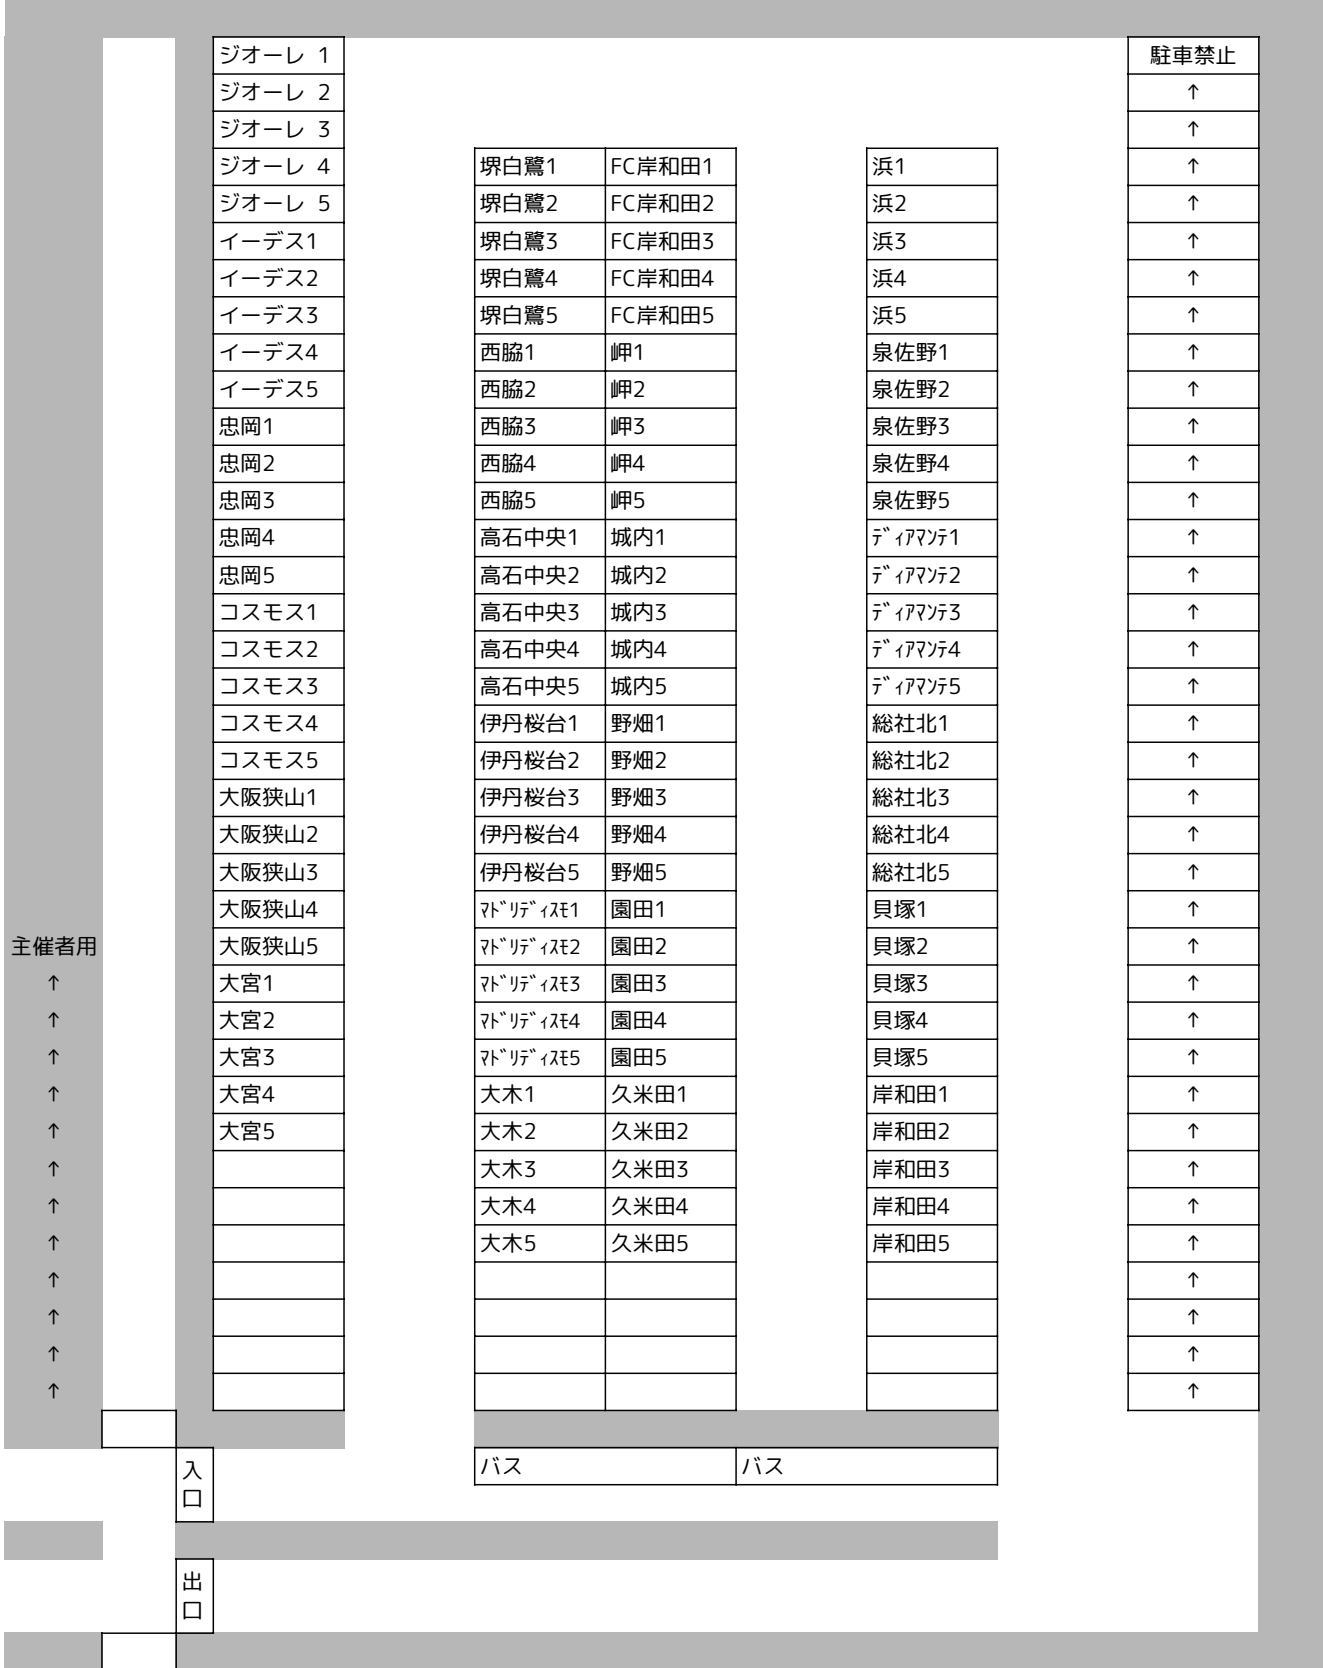 ジオーレ 1 駐車禁止
ジオーレ 2 ↑
ジオーレ 3 ↑
ジオーレ 4 堺白鷺1 FC岸和田1 浜1 ↑
ジオーレ 5 堺白鷺2 FC岸和田2 浜2 ↑
イーデス1 堺白鷺3 FC岸和田3 浜3 ↑
イーデス2 堺白鷺4 FC岸和田4 浜4 ↑
イーデス3 堺白鷺5 FC岸和田5 浜5 ↑
イーデス4 西脇1 岬1 泉佐野1 ↑
イーデス5 西脇2 岬2 泉佐野2 ↑
忠岡1 西脇3 岬3 泉佐野3 ↑
忠岡2 西脇4 岬4 泉佐野4 ↑
忠岡3 西脇5 岬5 泉佐野5 ↑
忠岡4 高石中央1 城内1 ディアマンテ1 ↑
忠岡5 高石中央2 城内2 ディアマンテ2 ↑
コスモス1 高石中央3 城内3 ディアマンテ3 ↑
コスモス2 高石中央4 城内4 ディアマンテ4 ↑
コスモス3 高石中央5 城内5 ディアマンテ5 ↑
コスモス4 伊丹桜台1 野畑1 総社北1 ↑
コスモス5 伊丹桜台2 野畑2 総社北2 ↑
大阪狭山1 伊丹桜台3 野畑3 総社北3 ↑
大阪狭山2 伊丹桜台4 野畑4 総社北4 ↑
大阪狭山3 伊丹桜台5 野畑5 総社北5 ↑
大阪狭山4 マドリディスモ1 園田1 貝塚1 ↑
主催者用 大阪狭山5 マドリディスモ2 園田2 貝塚2 ↑
↑ 大宮1 マドリディスモ3 園田3 貝塚3 ↑
↑ 大宮2 マドリディスモ4 園田4 貝塚4 ↑
↑ 大宮3 マドリディスモ5 園田5 貝塚5 ↑
↑ 大宮4 大木1 久米田1 岸和田1 ↑
↑ 大宮5 大木2 久米田2 岸和田2 ↑
↑ 大木3 久米田3 岸和田3 ↑
↑ 大木4 久米田4 岸和田4 ↑
↑ 大木5 久米田5 岸和田5 ↑
↑ ↑
↑ ↑
↑ ↑
↑ ↑
入口 バス バス
出口